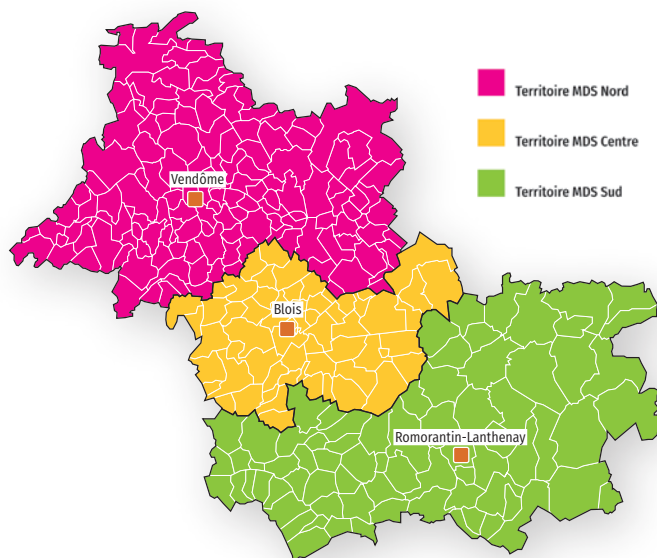 Territoire MDS Nord
Territoire MDS Centre
Territoire MDS Sud
Vendôme
Blois
Romorantin-Lanthenay